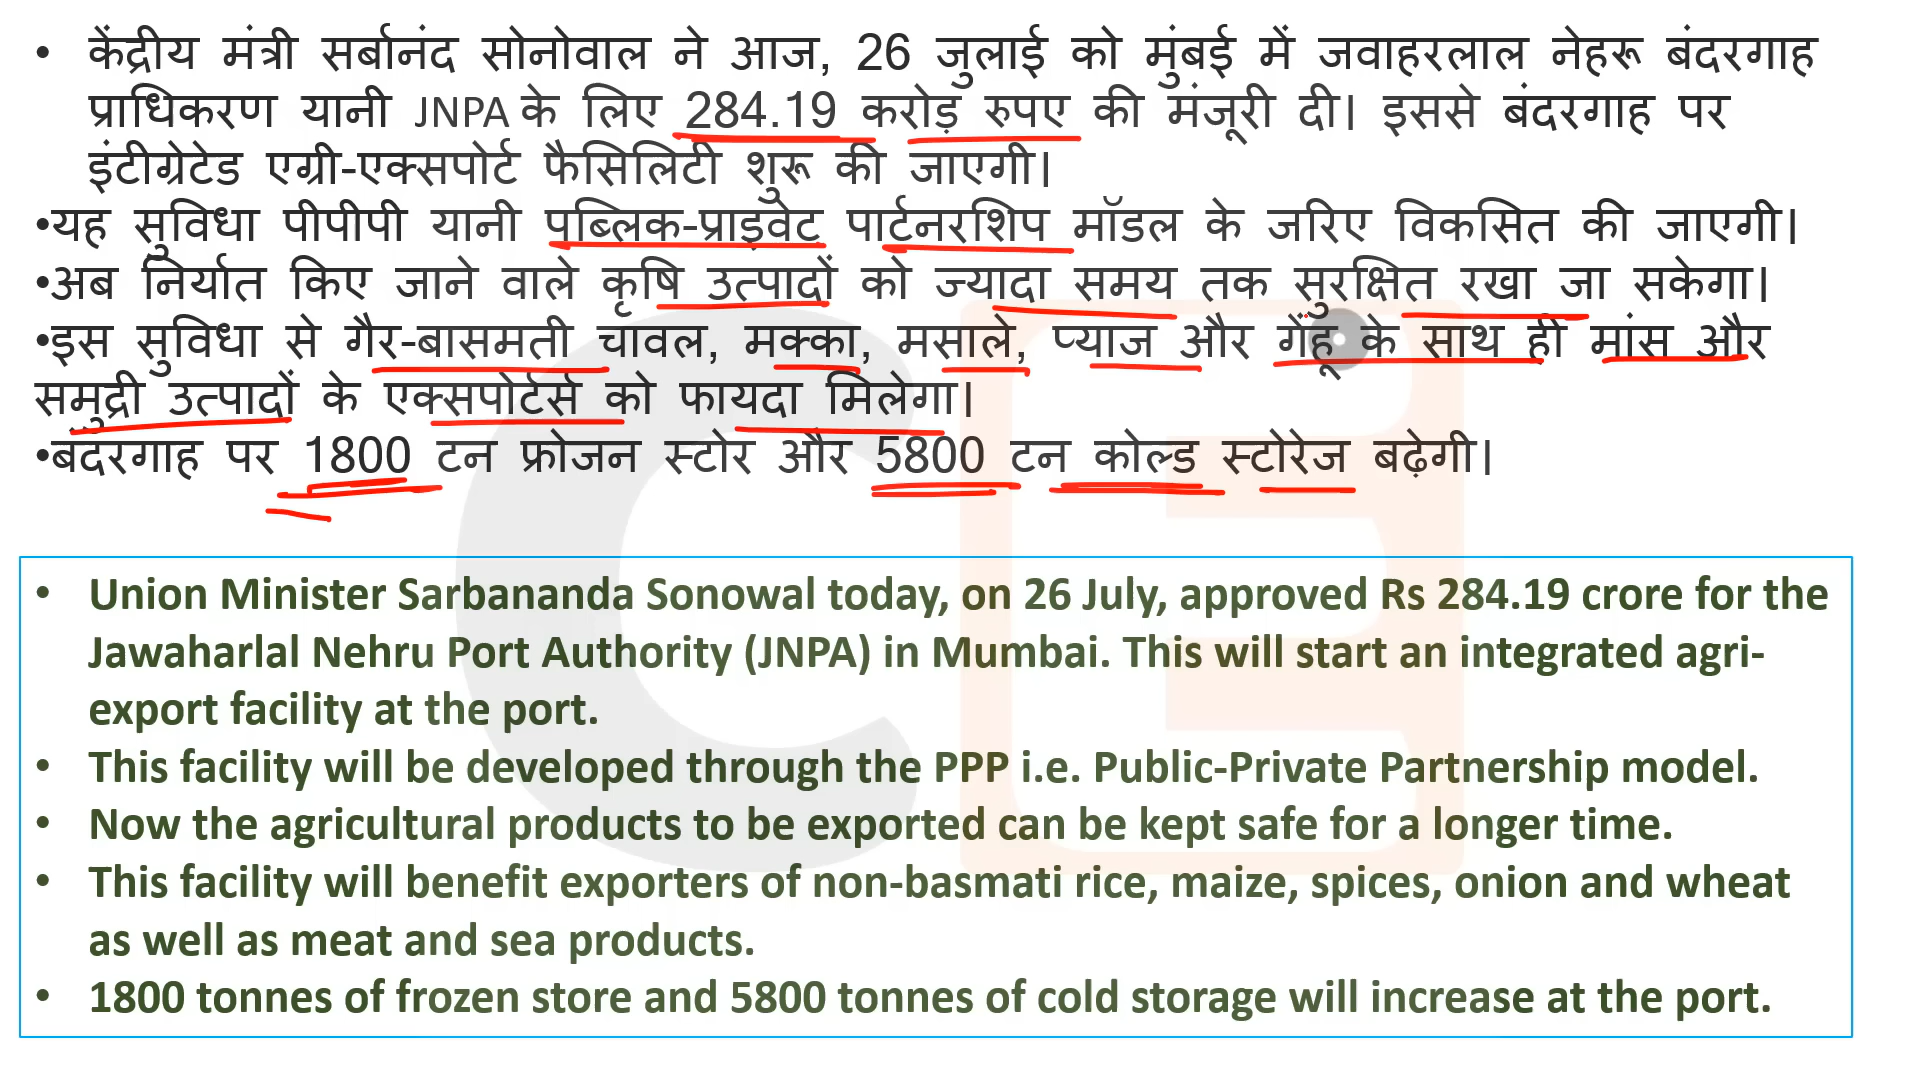 • केंद्रीय मंत्री सर्बानंद सोनोवाल ने आज, 26 जुलाई को मुंबई में जवाहरलाल नेहरू बंदरगाह
प्राधिकरण यानी JNPA के लिए 284.19 करोड़ रुपए की मंजूरी दी। इससे बंदरगाह पर
इंटीग्रेटेड एग्री-एक्सपोर्ट फैसिलिटी शुरू की जाएगी।
•यह सुविधा पीपीपी यानी पब्लिक-प्राइवेट पार्टनरशिप मॉडल के जरिए विकसित की जाएगी।
•अब निर्यात किए जाने वाले कृषि उत्पादों को ज्यादा समय तक सुरक्षित रखा जा सकेगा।
•इस सुविधा से गैर-बासमती चावल, मक्का, मसाले, प्याज और गेंहू के साथ ही मांस और
समुद्री उत्पादों के एक्सपोर्टर्स को फायदा मिलेगा।
•बंदरगाह पर 1800 टन फ्रोजन स्टोर और 5800 टन कोल्ड स्टोरेज बढ़ेगी।
• Union Minister Sarbananda Sonowal today, on 26 July, approved Rs 284.19 crore for the
Jawaharlal Nehru Port Authority (JNPA) in Mumbai. This will start an integrated agri-
export facility at the port.
• This facility will be developed through the PPP i.e. Public-Private Partnership model.
• Now the agricultural products to be exported can be kept safe for a longer time.
• This facility will benefit exporters of non-basmati rice, maize, spices, onion and wheat
as well as meat and sea products.
• 1800 tonnes of frozen store and 5800 tonnes of cold storage will increase at the port.